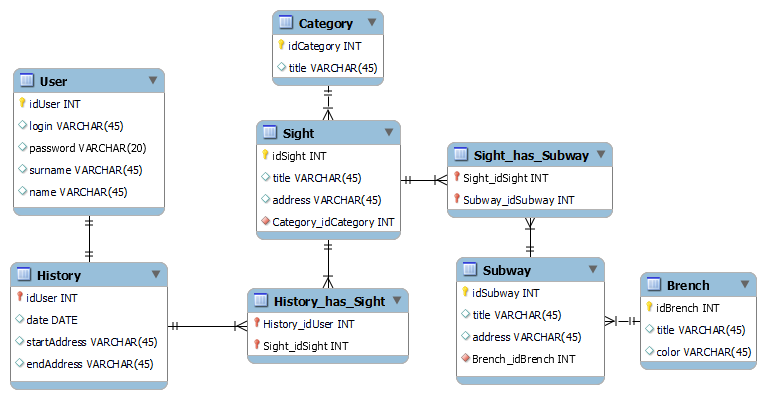 Category
idCategory INT
title VARCHAR(45)
User
idUser INT
login VARCHAR(45)
password VARCHAR(20)
surname VARCHAR(45)
name VARCHAR(45)
Sight
idSight INT
title VARCHAR(45)
address VARCHAR(45)
Category_idCategory INT
Sight_has_Subway
Sight_idSight INT
Subway_idSubway INT
History
idUser INT
date DATE
startAddress VARCHAR(45)
endAddress VARCHAR(45)
History_has_Sight
History_idUser INT
Sight_idSight INT
Subway
idSubway INT
title VARCHAR(45)
address VARCHAR(45)
Brench_idBrench INT
Brench
idBrench INT
title VARCHAR(45)
color VARCHAR(45)